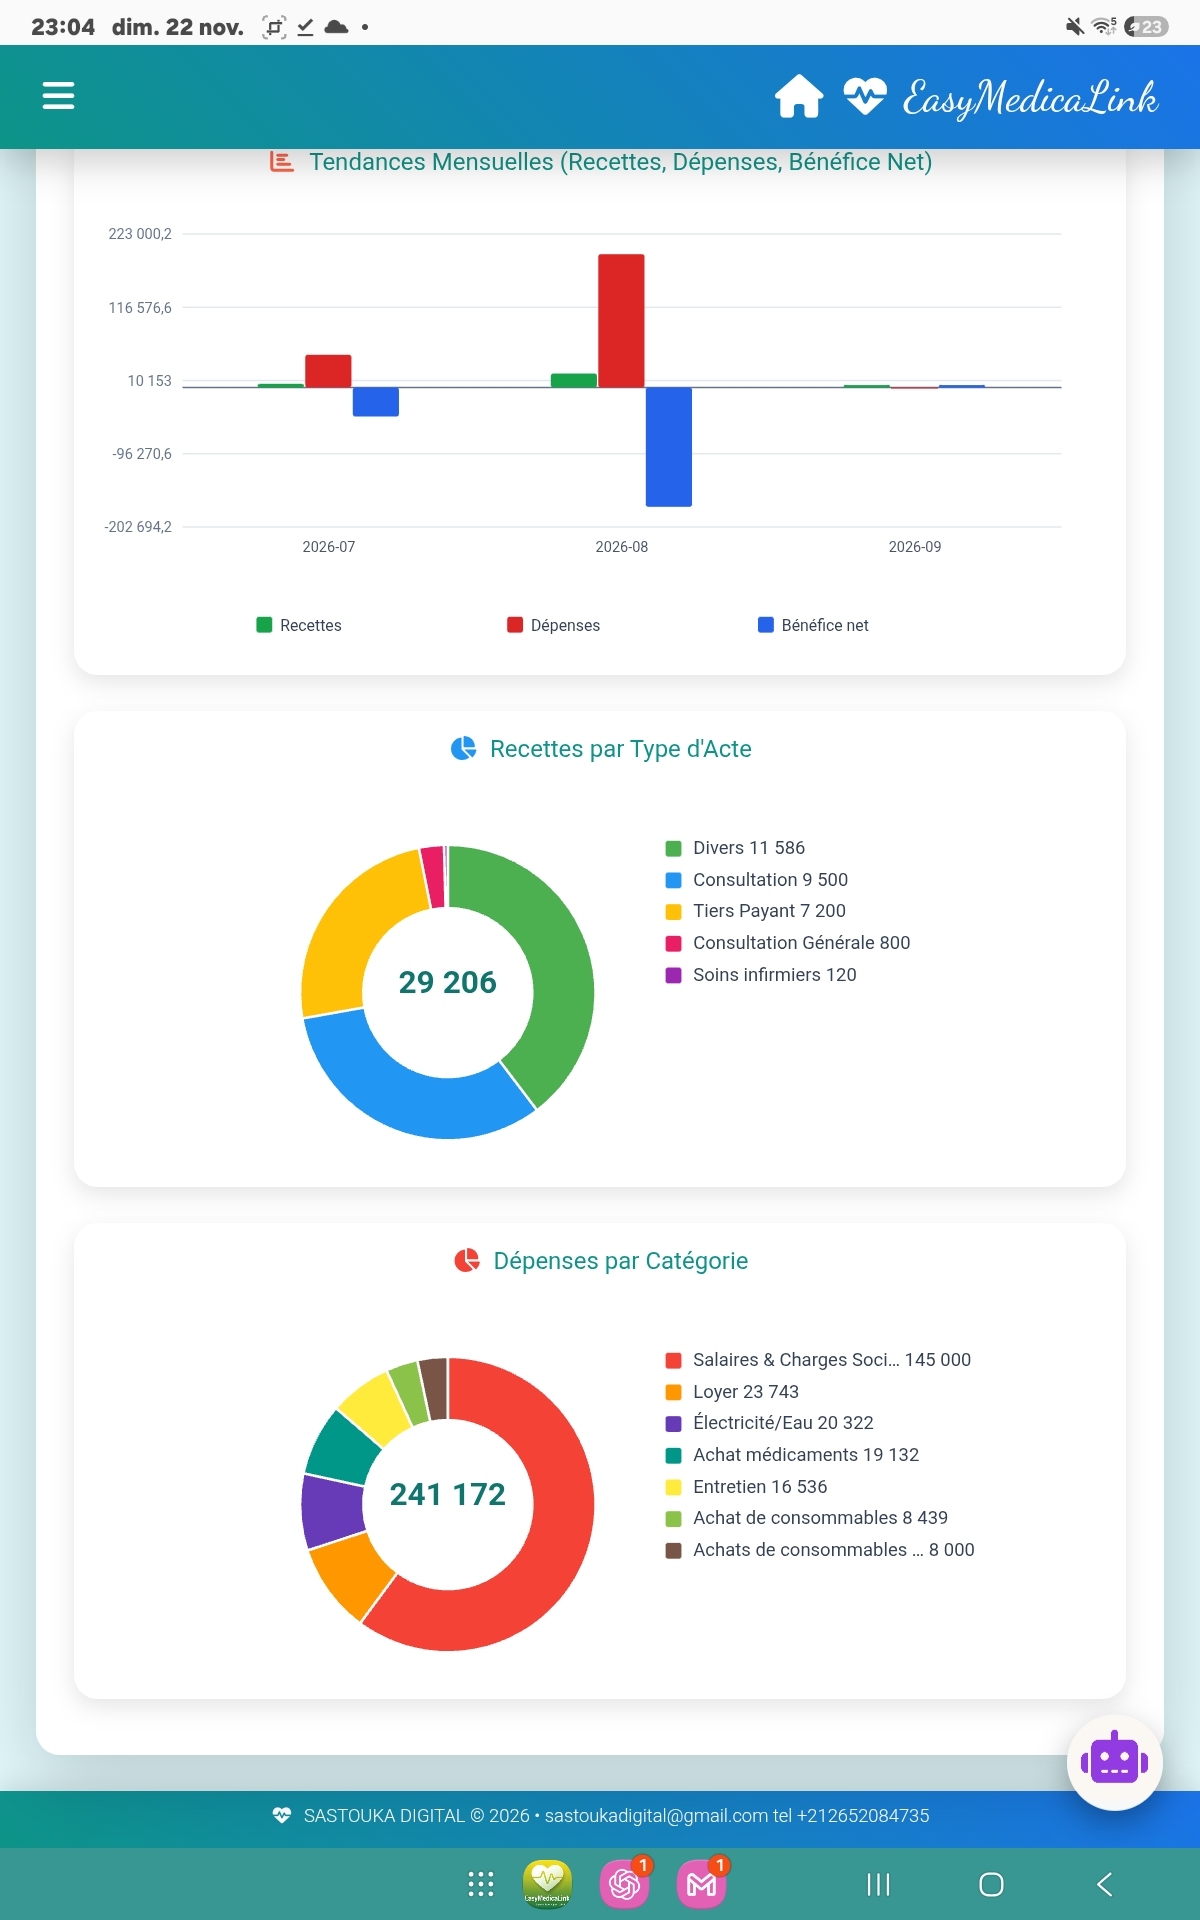 23:04 dim. 22 nov.
5
23
EasyMedicaLink
Tendances Mensuelles (Recettes, Dépenses, Bénéfice Net)
223 000,2
116 576,6
10 153
-96 270,6
-202 694,2
2026-07 2026-08 2026-09
Recettes Dépenses Bénéfice net
Recettes par Type d'Acte
29 206
Divers 11 586
Consultation 9 500
Tiers Payant 7 200
Consultation Générale 800
Soins infirmiers 120
Dépenses par Catégorie
241 172
Salaires & Charges Soci... 145 000
Loyer 23 743
Électricité/Eau 20 322
Achat médicaments 19 132
Entretien 16 536
Achat de consommables 8 439
Achats de consommables ... 8 000
SASTOUKA DIGITAL © 2026 • sastoukadigital@gmail.com tel +212652084735
EasyMedicaLink
1
1